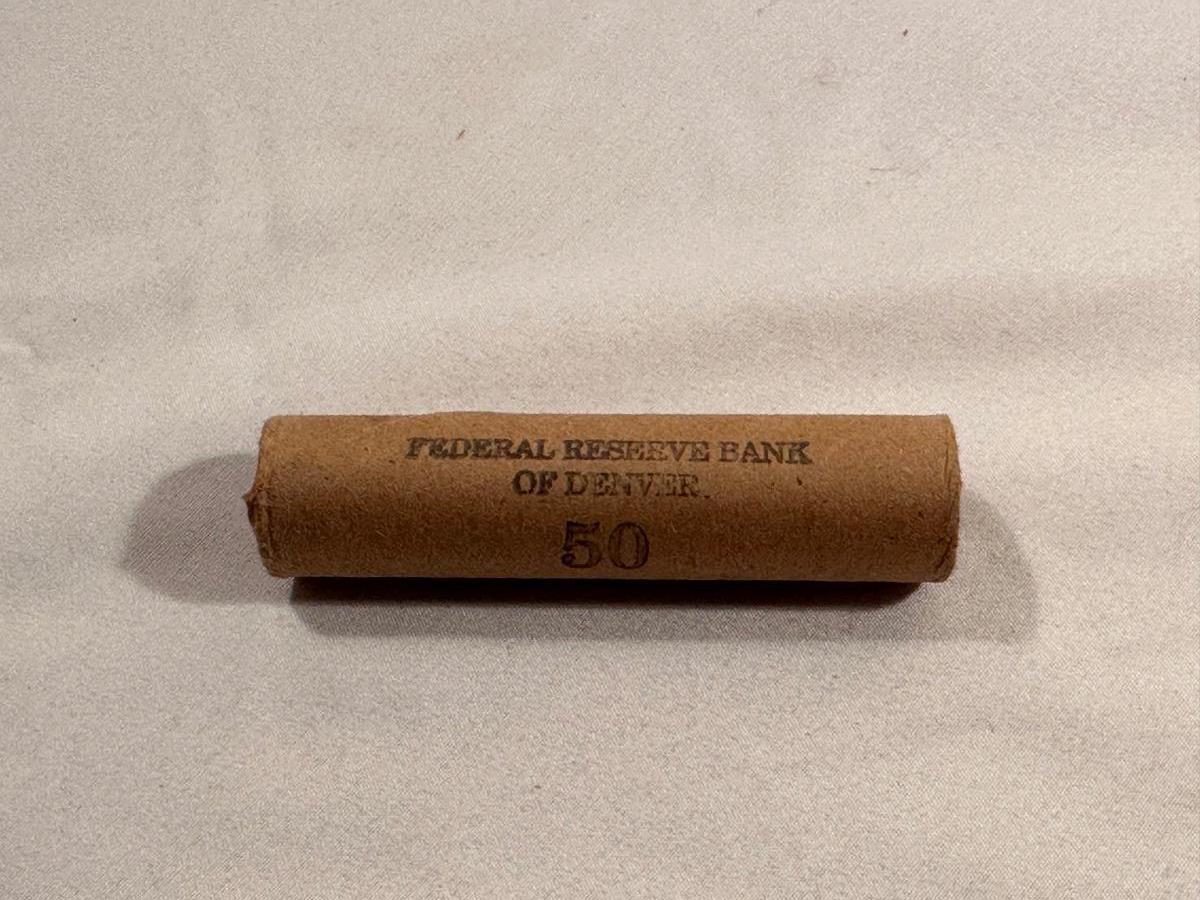 FEDERAL RESERVE BANK
OF DENVER
50